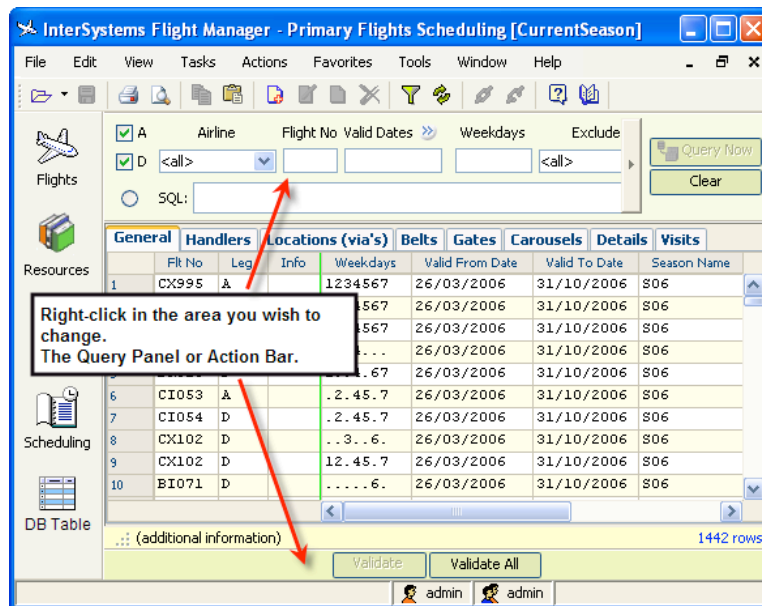 InterSystems Flight Manager - Primary Flights Scheduling [CurrentSeason]
File Edit View Tasks Actions Favorites Tools Window Help
A Airline Flight No Valid Dates Weekdays Exclude
D <all> <all>
Query Now
Clear
SQL:
Flights
Resources
Scheduling
DB Table
General Handlers Locations (via's) Belts Gates Carousels Details Visits
Flt No Leg Info Weekdays Valid From Date Valid To Date Season Name
1 CX995 A 1234567 26/03/2006 31/10/2006 S06
26/03/2006 31/10/2006 S06
26/03/2006 31/10/2006 S06
26/03/2006 31/10/2006 S06
26/03/2006 31/10/2006 S06
6 CI053 A .2.45.7 26/03/2006 31/10/2006 S06
7 CI054 D .2.45.7 26/03/2006 31/10/2006 S06
8 CX102 D ..3..6. 26/03/2006 31/10/2006 S06
9 CX102 D 12.45.7 26/03/2006 31/10/2006 S06
10 BI071 D .....6. 26/03/2006 31/10/2006 S06
Right-click in the area you wish to
change.
The Query Panel or Action Bar.
(additional information) 1442 rows
Validate Validate All
admin admin